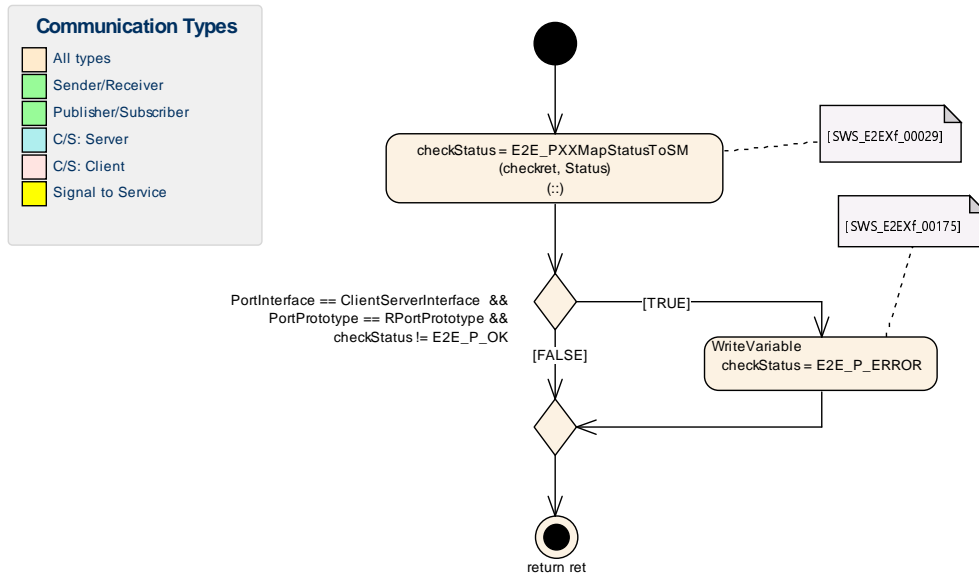 Communication Types
All types
Sender/Receiver
Publisher/Subscriber
C/S: Server
C/S: Client
Signal to Service
checkStatus = E2E_PXXMapStatusToSM
(checkret, Status)
(::)
[SWS_E2EXf_00029]
[SWS_E2EXf_00175]
PortInterface == ClientServerInterface &&
PortPrototype == RPortPrototype &&
checkStatus != E2E_P_OK
[TRUE]
[FALSE]
WriteVariable
checkStatus = E2E_P_ERROR
return ret